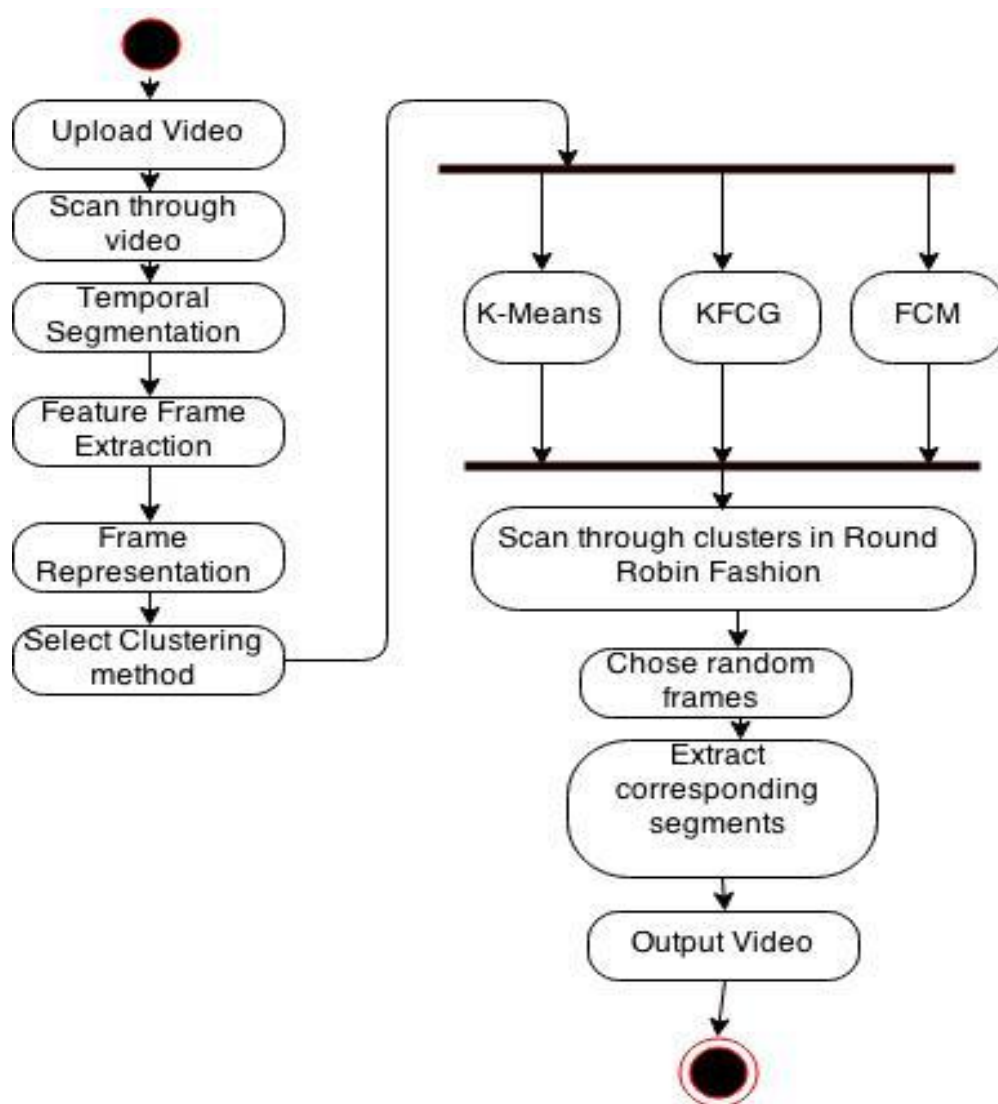 Upload Video
Scan through
video
Temporal
Segmentation
Feature Frame
Extraction
Frame
Representation
Select Clustering
method
K-Means
KFCG
FCM
Scan through clusters in Round
Robin Fashion
Chose random
frames
Extract
corresponding
segments
Output Video